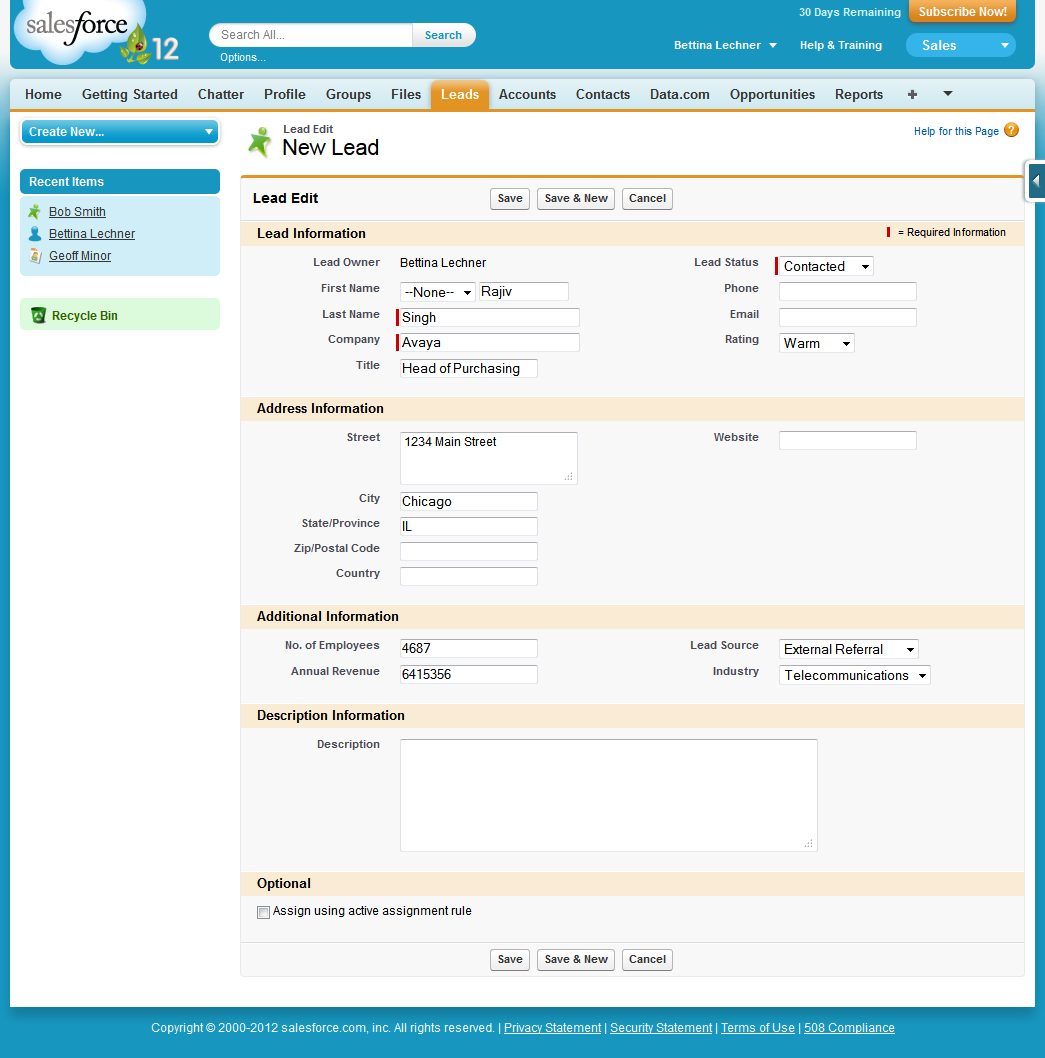 salesforce
12
30 Days Remaining Subscribe Now!
Search All... Search
Options...
Bettina Lechner Help & Training Sales
Home Getting Started Chatter Profile Groups Files Leads Accounts Contacts Data.com Opportunities Reports +
Create New...
Recent Items
Bob Smith
Bettina Lechner
Geoff Minor
Recycle Bin
Lead Edit
New Lead
Help for this Page ?
Lead Edit Save Save & New Cancel
Lead Information = Required Information
Lead Owner Bettina Lechner Lead Status Contacted
First Name --None-- Rajiv Phone
Last Name Singh Email
Company Avaya Rating Warm
Title Head of Purchasing
Address Information
Street 1234 Main Street Website
City Chicago
State/Province IL
Zip/Postal Code
Country
Additional Information
No. of Employees 4687 Lead Source External Referral
Annual Revenue 6415356 Industry Telecommunications
Description Information
Description
Optional
Assign using active assignment rule
Save Save & New Cancel
Copyright © 2000-2012 salesforce.com, inc. All rights reserved. | Privacy Statement | Security Statement | Terms of Use | 508 Compliance